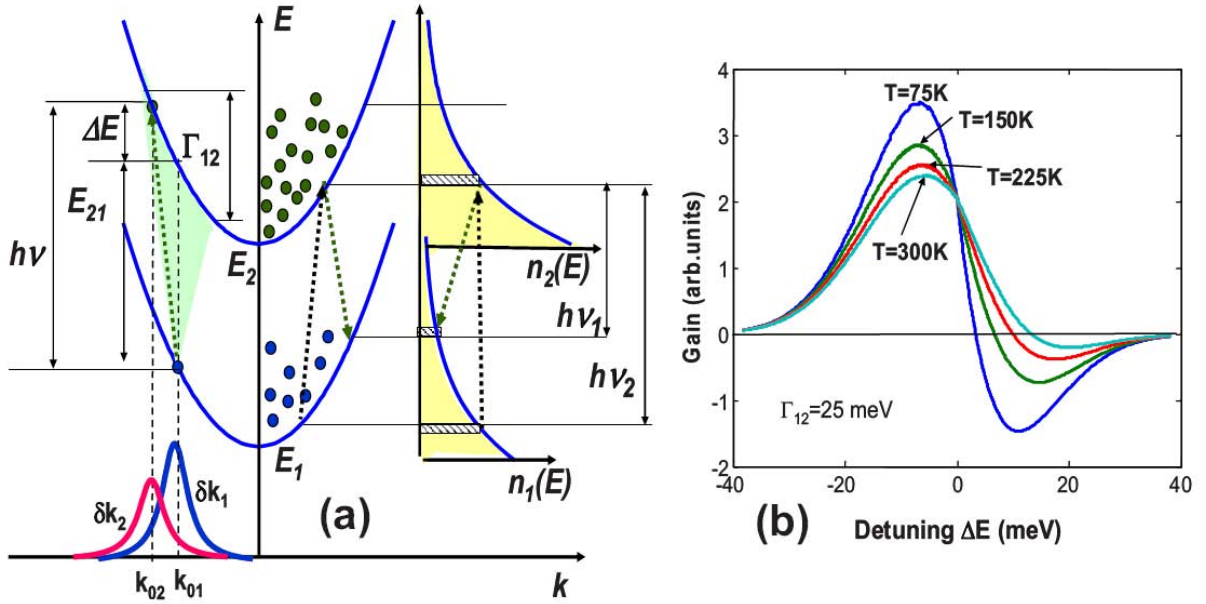 E
ΔE
Γ12
E21
hν
E2
n2(E)
hν1
hν2
E1
n1(E)
δk1
δk2
(a)
k02
k01
k
4
3
2
1
0
-1
-2
-40
-20
0
20
40
Gain (arb.units)
T=75K
T=150K
T=225K
T=300K
Γ12=25 meV
(b)
Detuning ΔE (meV)